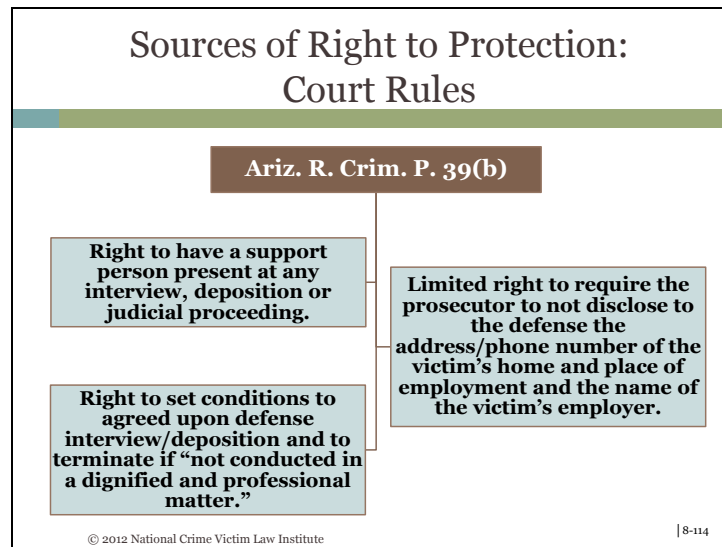 Sources of Right to Protection:
Court Rules
Ariz. R. Crim. P. 39(b)
Right to have a support
person present at any
interview, deposition or
judicial proceeding.
Limited right to require the
prosecutor to not disclose to
the defense the
address/phone number of the
victim’s home and place of
employment and the name of
the victim’s employer.
Right to set conditions to
agreed upon defense
interview/deposition and to
terminate if “not conducted in
a dignified and professional
matter.”
© 2012 National Crime Victim Law Institute
| 8-114